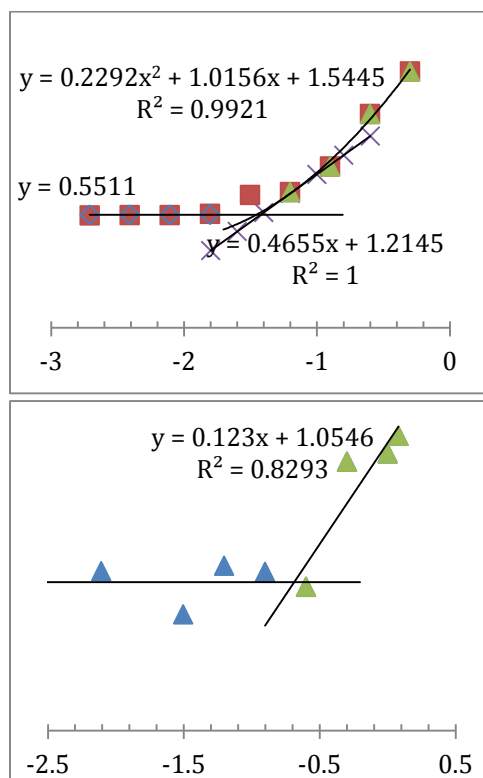 y = 0.2292x² + 1.0156x + 1.5445
R² = 0.9921
y = 0.5511
y = 0.4655x + 1.2145
R² = 1
-3 -2 -1 0
y = 0.123x + 1.0546
R² = 0.8293
-2.5 -1.5 -0.5 0.5